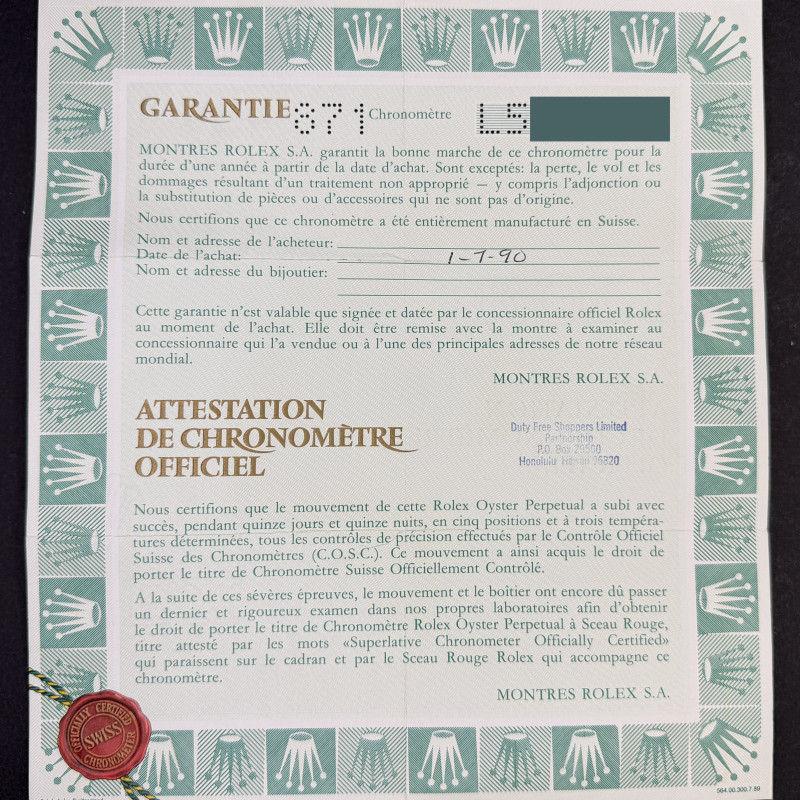 GARANTIE 871 Chronomètre L5
MONTRES ROLEX S.A. garantit la bonne marche de ce chronomètre pour la
durée d'une année à partir de la date d'achat. Sont exceptés: la perte, le vol et les
dommages résultant d'un traitement non approprié — y compris l'adjonction ou
la substitution de pièces ou d'accessoires qui ne sont pas d'origine.
Nous certifions que ce chronomètre a été entièrement manufacturé en Suisse.
Nom et adresse de l'acheteur:
Date de l'achat: 1-7-90
Nom et adresse du bijoutier:
Cette garantie n'est valable que signée et datée par le concessionnaire officiel Rolex
au moment de l'achat. Elle doit être remise avec la montre à examiner au
concessionnaire qui l'a vendue ou à l'une des principales adresses de notre réseau
mondial.
MONTRES ROLEX S.A.
ATTESTATION
DE CHRONOMÈTRE
OFFICIEL
Duty Free Shoppers Limited
Partnership
P.O. Box 29500
Honolulu Hawaii 96820
Nous certifions que le mouvement de cette Rolex Oyster Perpetual a subi avec
succès, pendant quinze jours et quinze nuits, en cinq positions et à trois tempéra-
tures déterminées, tous les contrôles de précision effectués par le Contrôle Officiel
Suisse des Chronomètres (C.O.S.C.). Ce mouvement a ainsi acquis le droit de
porter le titre de Chronomètre Suisse Officiellement Contrôlé.
A la suite de ces sévères épreuves, le mouvement et le boîtier ont encore dû passer
un dernier et rigoureux examen dans nos propres laboratoires afin d'obtenir
le droit de porter le titre de Chronomètre Rolex Oyster Perpetual à Sceau Rouge,
titre attesté par les mots «Superlative Chronometer Officially Certified»
qui paraissent sur le cadran et par le Sceau Rouge Rolex qui accompagne ce
chronomètre.
MONTRES ROLEX S.A.
OFFICIALLY CERTIFIED
SWISS
CHRONOMETER
564.00.300.7.89